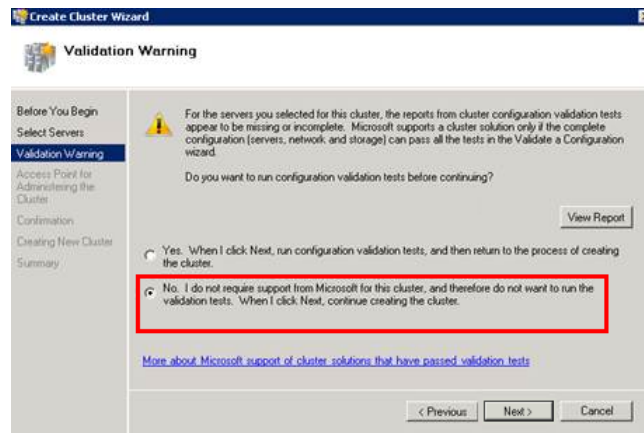 Create Cluster Wizard
Validation Warning
Before You Begin
Select Servers
Validation Warning
Access Point for
Administering the
Cluster
Confirmation
Creating New Cluster
Summary
For the servers you selected for this cluster, the reports from cluster configuration validation tests
appear to be missing or incomplete. Microsoft supports a cluster solution only if the complete
configuration (servers, network and storage) can pass all the tests in the Validate a Configuration
wizard.
Do you want to run configuration validation tests before continuing?
View Report
Yes. When I click Next, run configuration validation tests, and then return to the process of creating
the cluster.
No. I do not require support from Microsoft for this cluster, and therefore do not want to run the
validation tests. When I click Next, continue creating the cluster.
More about Microsoft support of cluster solutions that have passed validation tests
< Previous
Next >
Cancel